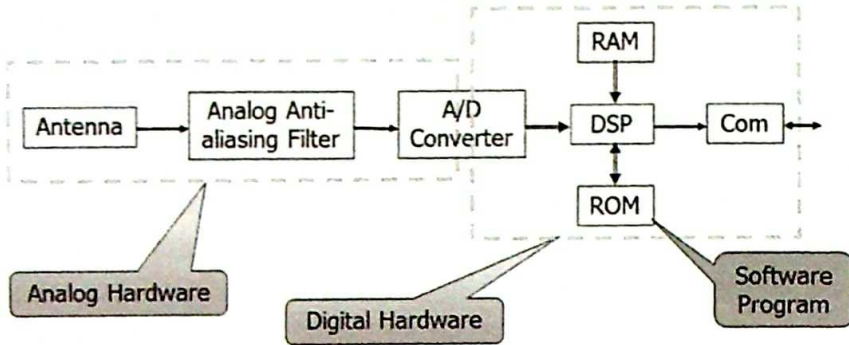 RAM
Antenna
Analog Anti-
aliasing Filter
A/D
Converter
DSP
Com
ROM
Analog Hardware
Digital Hardware
Software
Program